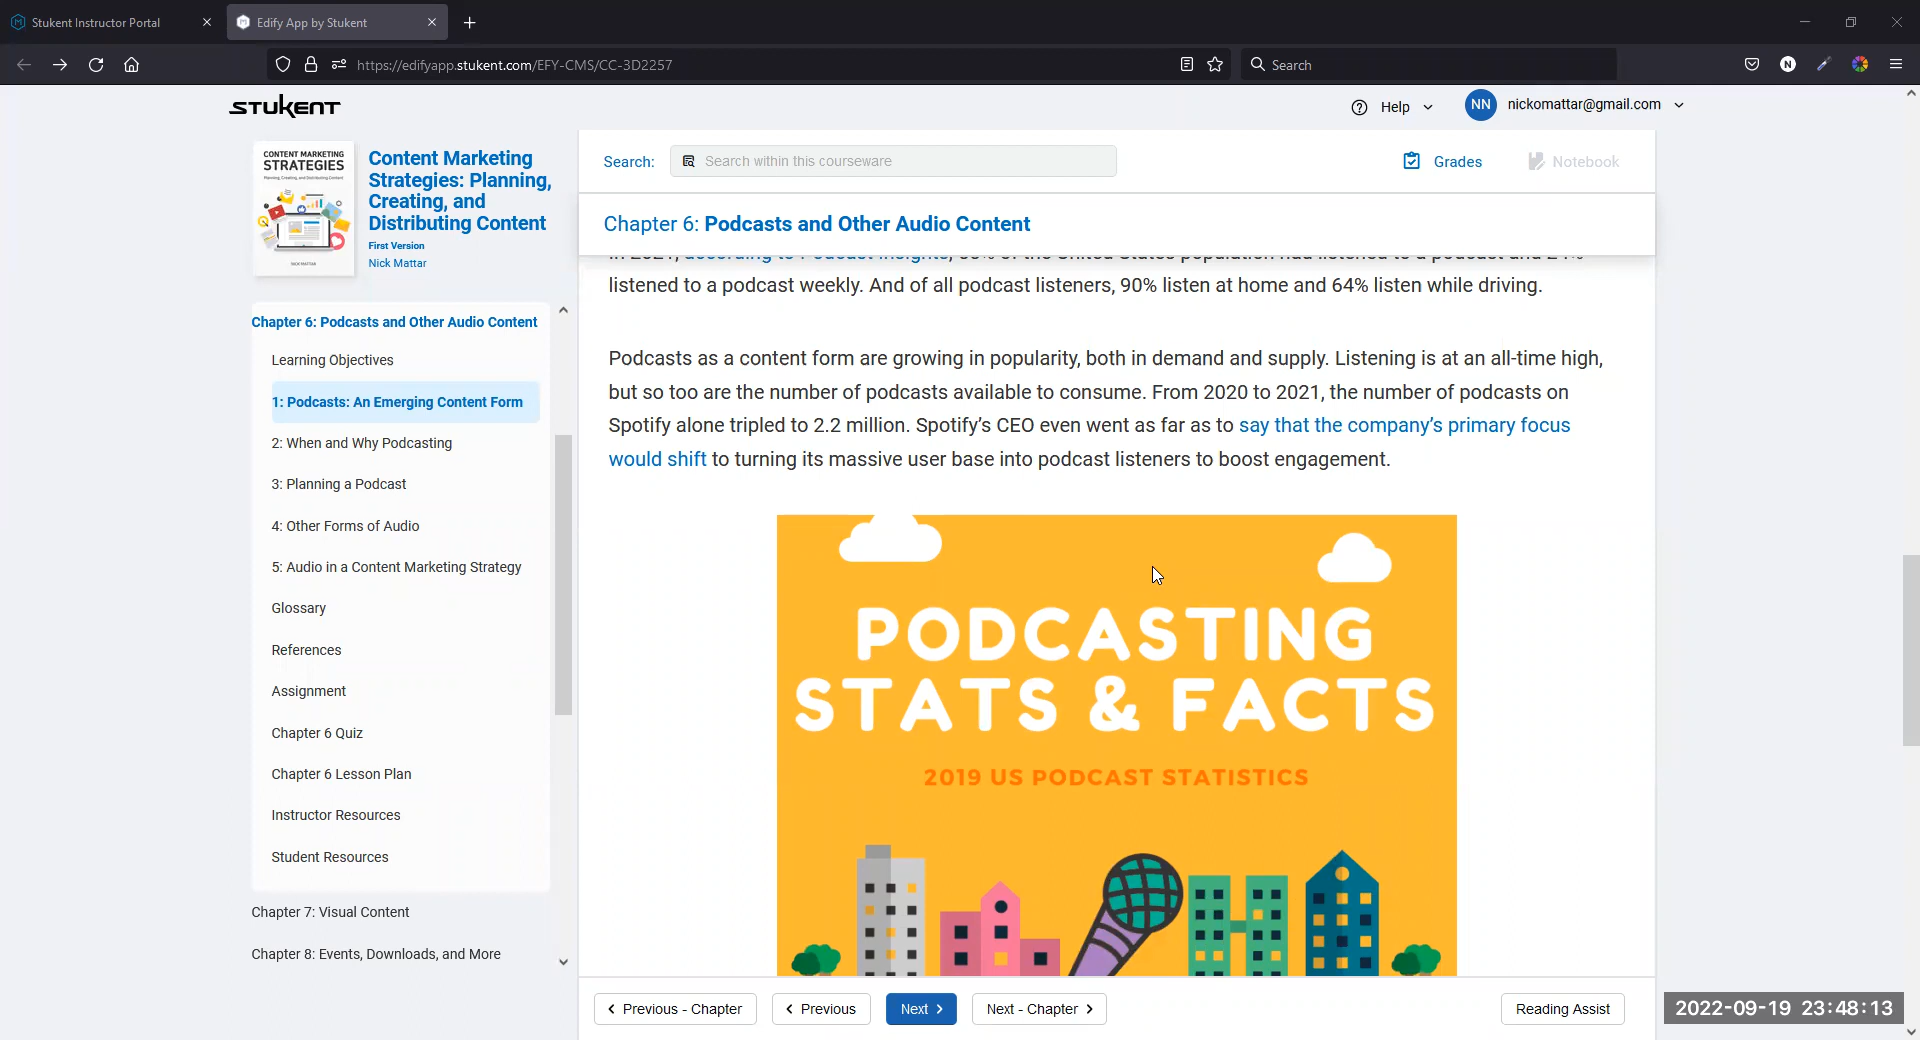 Stukent Instructor Portal
Edify App by Stukent
https://edifyapp.stukent.com/EFY-CMS/CC-3D2257
Search
N
STUKENT
Help
NN
nickomattar@gmail.com
CONTENT MARKETING
STRATEGIES
Planning, Creating, and Distributing Content
NICK MATTAR
Content Marketing
Strategies: Planning,
Creating, and
Distributing Content
First Version
Nick Mattar
Search:
Search within this courseware
Grades
Notebook
Chapter 6: Podcasts and Other Audio Content
Chapter 6: Podcasts and Other Audio Content
Learning Objectives
1: Podcasts: An Emerging Content Form
2: When and Why Podcasting
3: Planning a Podcast
4: Other Forms of Audio
5: Audio in a Content Marketing Strategy
Glossary
References
Assignment
Chapter 6 Quiz
Chapter 6 Lesson Plan
Instructor Resources
Student Resources
Chapter 7: Visual Content
Chapter 8: Events, Downloads, and More
listened to a podcast weekly. And of all podcast listeners, 90% listen at home and 64% listen while driving.
Podcasts as a content form are growing in popularity, both in demand and supply. Listening is at an all-time high,
but so too are the number of podcasts available to consume. From 2020 to 2021, the number of podcasts on
Spotify alone tripled to 2.2 million. Spotify’s CEO even went as far as to say that the company’s primary focus
would shift to turning its massive user base into podcast listeners to boost engagement.
PODCASTING
STATS & FACTS
2019 US PODCAST STATISTICS
Previous - Chapter
Previous
Next
Next - Chapter
Reading Assist
2022-09-19 23:48:13